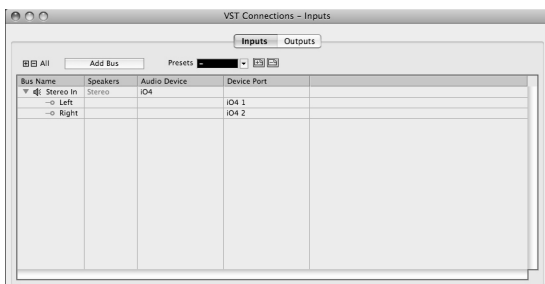 VST Connections – Inputs
Inputs Outputs
All Add Bus Presets -
Bus Name Speakers Audio Device Device Port
Stereo In Stereo iO4
Left iO4 1
Right iO4 2